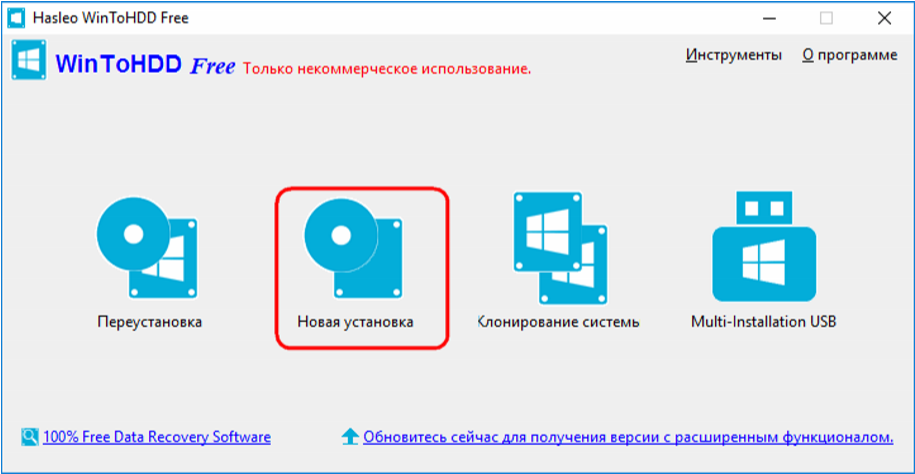 Hasleo WinToHDD Free
WinToHDD Free Только некоммерческое использование.
Инструменты О программе
Переустановка
Новая установка
Клонирование системь
Multi-Installation USB
100% Free Data Recovery Software
Обновитесь сейчас для получения версии с расширенным функционалом.